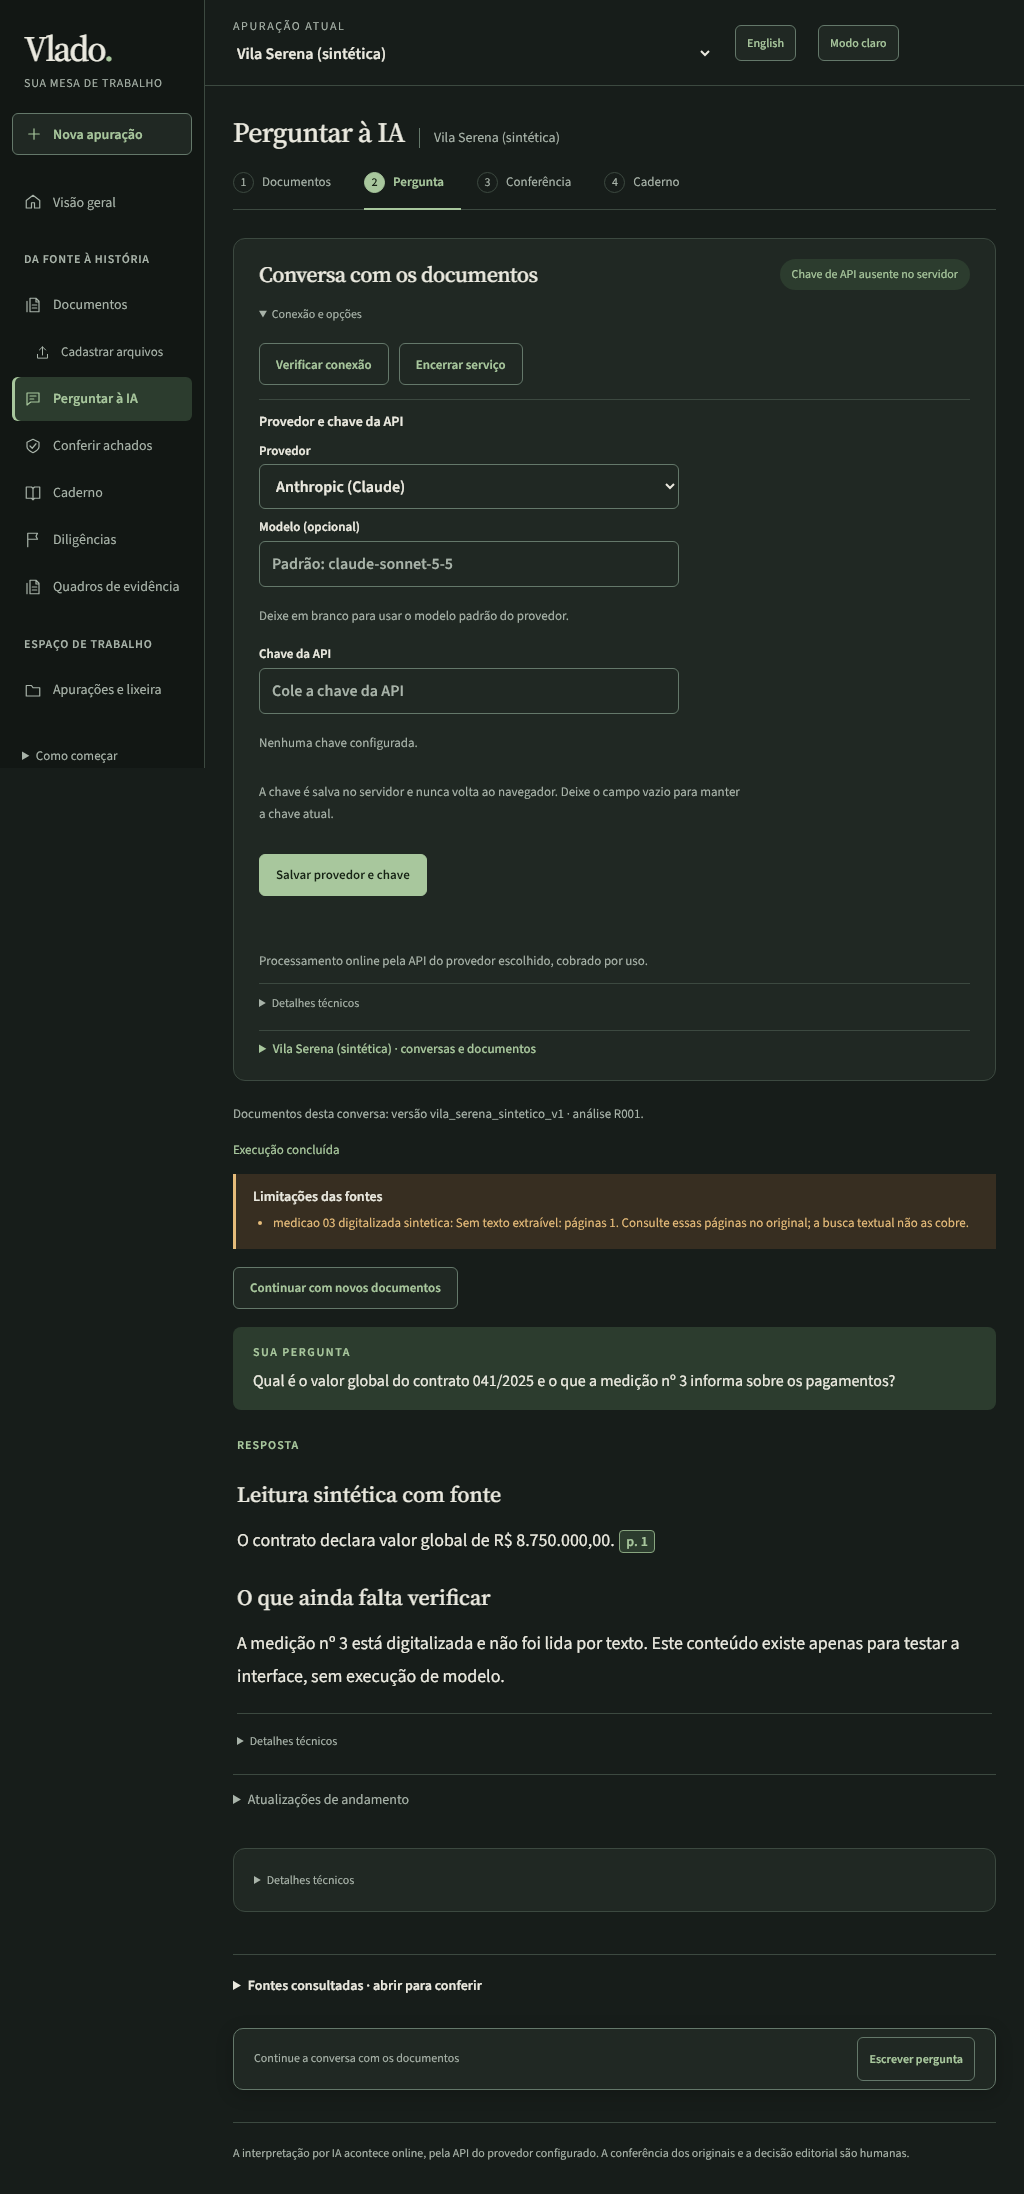 Vlado.
SUA MESA DE TRABALHO
Nova apuração
Visão geral
DA FONTE À HISTÓRIA
Documentos
Cadastrar arquivos
Perguntar à IA
Conferir achados
Caderno
Diligências
Quadros de evidência
ESPAÇO DE TRABALHO
Apurações e lixeira
Como começar
APURAÇÃO ATUAL
Vila Serena (sintética)
English
Modo claro
Perguntar à IA
Vila Serena (sintética)
1 Documentos
2 Pergunta
3 Conferência
4 Caderno
Conversa com os documentos
Chave de API ausente no servidor
Conexão e opções
Verificar conexão
Encerrar serviço
Provedor e chave da API
Provedor
Anthropic (Claude)
Modelo (opcional)
Padrão: claude-sonnet-5-5
Deixe em branco para usar o modelo padrão do provedor.
Chave da API
Cole a chave da API
Nenhuma chave configurada.
A chave é salva no servidor e nunca volta ao navegador. Deixe o campo vazio para manter
a chave atual.
Salvar provedor e chave
Processamento online pela API do provedor escolhido, cobrado por uso.
Detalhes técnicos
Vila Serena (sintética) · conversas e documentos
Documentos desta conversa: versão vila_serena_sintetico_v1 · análise R001.
Execução concluída
Limitações das fontes
• medicao 03 digitalizada sintetica: Sem texto extraível: páginas 1. Consulte essas páginas no original; a busca textual não as cobre.
Continuar com novos documentos
SUA PERGUNTA
Qual é o valor global do contrato 041/2025 e o que a medição nº 3 informa sobre os pagamentos?
RESPOSTA
Leitura sintética com fonte
O contrato declara valor global de R$ 8.750.000,00. p. 1
O que ainda falta verificar
A medição nº 3 está digitalizada e não foi lida por texto. Este conteúdo existe apenas para testar a
interface, sem execução de modelo.
Detalhes técnicos
Atualizações de andamento
Detalhes técnicos
Fontes consultadas · abrir para conferir
Continue a conversa com os documentos
Escrever pergunta
A interpretação por IA acontece online, pela API do provedor configurado. A conferência dos originais e a decisão editorial são humanas.